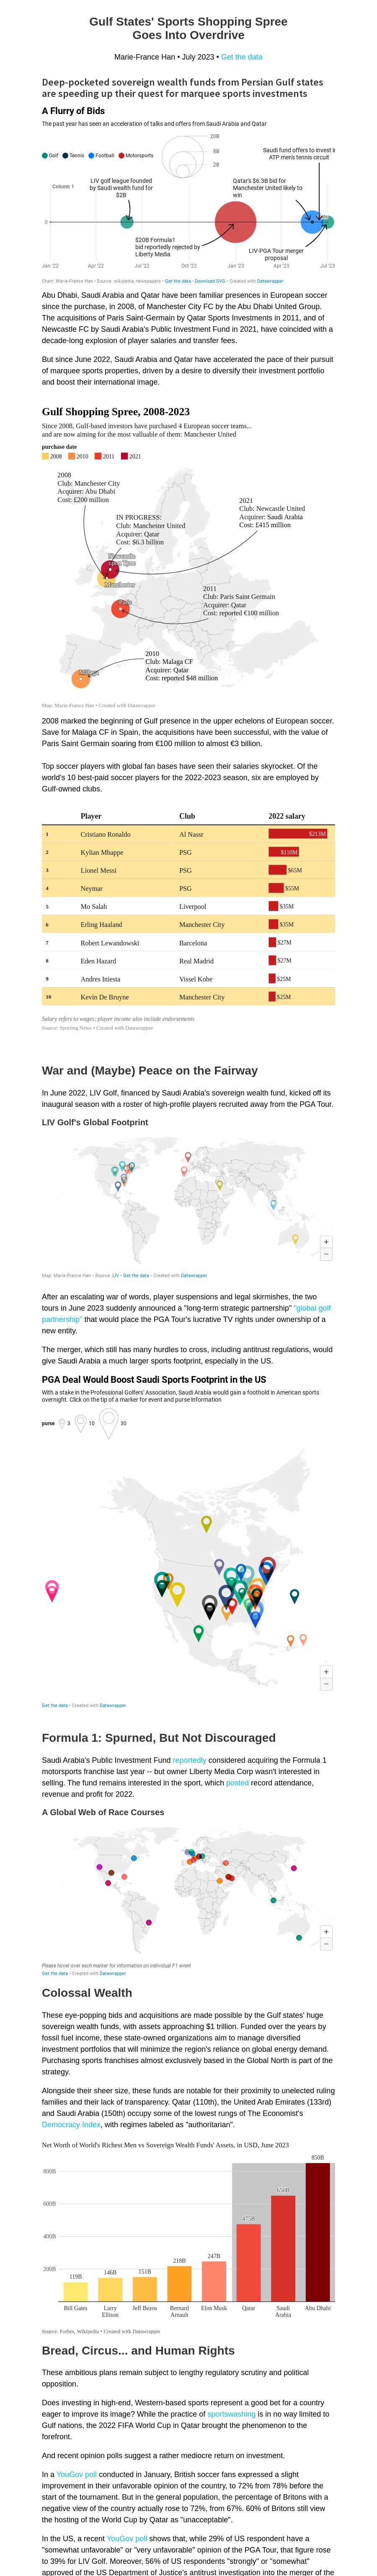 Gulf States' Sports Shopping Spree
Goes Into Overdrive
Marie-France Han • July 2023 • Get the data
Deep-pocketed sovereign wealth funds from Persian Gulf states
are speeding up their quest for marquee sports investments
A Flurry of Bids
The past year has seen an acceleration of talks and offers from Saudi Arabia and Qatar
20B
8B
2B
Golf Tennis Football Motorsports
Saudi fund offers to invest i
ATP men's tennis circuit
Column 1
LIV golf league founded
by Saudi wealth fund for
$2B
Qatar's $6.3B bid for
Manchester United likely to
win
0
$20B Formula1
bid reportedly rejected by
Liberty Media
LIV-PGA Tour merger
proposal
Jan '22 Apr '22 Jul '22 Oct '22 Jan '23 Apr '23 Jul '23
Chart: Marie-France Han • Source: wikipedia, newspapers • Get the data • Download SVG • Created with Datawrapper
Abu Dhabi, Saudi Arabia and Qatar have been familiar presences in European soccer
since the purchase, in 2008, of Manchester City FC by the Abu Dhabi United Group.
The acquisitions of Paris Saint-Germain by Qatar Sports Investments in 2011, and of
Newcastle FC by Saudi Arabia's Public Investment Fund in 2021, have coincided with a
decade-long explosion of player salaries and transfer fees.
But since June 2022, Saudi Arabia and Qatar have accelerated the pace of their pursuit
of marquee sports properties, driven by a desire to diversify their investment portfolio
and boost their international image.
Gulf Shopping Spree, 2008-2023
Since 2008, Gulf-based investors have purchased 4 European soccer teams...
and are now aiming for the most valuable of them: Manchester United
purchase date
2008 2010 2011 2021
2008
Club: Manchester City
Acquirer: Abu Dhabi
Cost: £200 million
2021
Club: Newcastle United
Acquirer: Saudi Arabia
Cost: £415 million
IN PROGRESS:
Club: Manchester United
Acquirer: Qatar
Cost: $6.3 billion
Newcastle
upon Tyne
Manchester
2011
Club: Paris Saint Germain
Acquirer: Qatar
Cost: reported €100 million
Paris
2010
Club: Malaga CF
Acquirer: Qatar
Cost: reported $48 million
Malaga
Map: Marie-France Han • Created with Datawrapper
2008 marked the beginning of Gulf presence in the upper echelons of European soccer.
Save for Malaga CF in Spain, the acquisitions have been successful, with the value of
Paris Saint Germain soaring from €100 million to almost €3 billion.
Top soccer players with global fan bases have seen their salaries skyrocket. Of the
world's 10 best-paid soccer players for the 2022-2023 season, six are employed by
Gulf-owned clubs.
Player Club 2022 salary
1 Cristiano Ronaldo Al Nassr $213M
2 Kylian Mbappe PSG $110M
3 Lionel Messi PSG $65M
4 Neymar PSG $55M
5 Mo Salah Liverpool $35M
6 Erling Haaland Manchester City $35M
7 Robert Lewandowski Barcelona $27M
8 Eden Hazard Real Madrid $27M
9 Andres Iniesta Vissel Kobe $25M
10 Kevin De Bruyne Manchester City $25M
Salary refers to wages; player income also include endorsements
Source: Sporting News • Created with Datawrapper
War and (Maybe) Peace on the Fairway
In June 2022, LIV Golf, financed by Saudi Arabia's sovereign wealth fund, kicked off its
inaugural season with a roster of high-profile players recruited away from the PGA Tour.
LIV Golf's Global Footprint
+
−
Map: Marie-France Han • Source: LIV • Get the data • Created with Datawrapper
After an escalating war of words, player suspensions and legal skirmishes, the two
tours in June 2023 suddenly announced a "long-term strategic partnership" "global golf
partnership" that would place the PGA Tour's lucrative TV rights under ownership of a
new entity.
The merger, which still has many hurdles to cross, including antitrust regulations, would
give Saudi Arabia a much larger sports footprint, especially in the US.
PGA Deal Would Boost Saudi Sports Footprint in the US
With a stake in the Professional Golfers' Association, Saudi Arabia would gain a foothold in American sports
overnight. Click on the tip of a marker for event and purse information
purse 3 10 30
+
−
Get the data • Created with Datawrapper
Formula 1: Spurned, But Not Discouraged
Saudi Arabia's Public Investment Fund reportedly considered acquiring the Formula 1
motorsports franchise last year -- but owner Liberty Media Corp wasn't interested in
selling. The fund remains interested in the sport, which posted record attendance,
revenue and profit for 2022.
A Global Web of Race Courses
+
−
Please hover over each marker for information on individual F1 event
Get the data • Created with Datawrapper
Colossal Wealth
These eye-popping bids and acquisitions are made possible by the Gulf states' huge
sovereign wealth funds, with assets approaching $1 trillion. Funded over the years by
fossil fuel income, these state-owned organizations aim to manage diversified
investment portfolios that will minimize the region's reliance on global energy demand.
Purchasing sports franchises almost exclusively based in the Global North is part of the
strategy.
Alongside their sheer size, these funds are notable for their proximity to unelected ruling
families and their lack of transparency. Qatar (110th), the United Arab Emirates (133rd)
and Saudi Arabia (150th) occupy some of the lowest rungs of The Economist's
Democracy Index, with regimes labeled as "authoritarian".
Net Worth of World's Richest Men vs Sovereign Wealth Funds' Assets, in USD, June 2023
850B
800B
650B
600B
475B
400B
247B
218B
200B
151B
146B
119B
Bill Gates Larry Ellison Jeff Bezos Bernard Arnault Elon Musk Qatar Saudi Arabia Abu Dhabi
Source: Forbes, Wikipedia • Created with Datawrapper
Bread, Circus... and Human Rights
These ambitious plans remain subject to lengthy regulatory scrutiny and political
opposition.
Does investing in high-end, Western-based sports represent a good bet for a country
eager to improve its image? While the practice of sportswashing is in no way limited to
Gulf nations, the 2022 FIFA World Cup in Qatar brought the phenomenon to the
forefront.
And recent opinion polls suggest a rather mediocre return on investment.
In a YouGov poll conducted in January, British soccer fans expressed a slight
improvement in their unfavorable opinion of the country, to 72% from 78% before the
start of the tournament. But in the general population, the percentage of Britons with a
negative view of the country actually rose to 72%, from 67%. 60% of Britons still view
the hosting of the World Cup by Qatar as "unacceptable".
In the US, a recent YouGov poll shows that, while 29% of US respondent have a
"somewhat unfavorable" or "very unfavorable" opinion of the PGA Tour, that figure rose
to 39% for LIV Golf. Moreover, 56% of US respondents "strongly" or "somewhat"
approved of the US Department of Justice's antitrust investigation into the merger of the